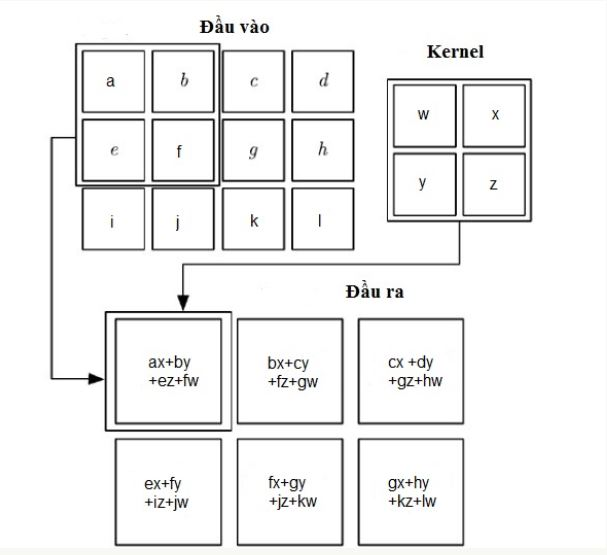 Đầu vào
Kernel
a b c d
w x
e f g h
y z
i j k l
Đầu ra
ax+by
+ez+fw
bx+cy
+fz+gw
cx +dy
+gz+hw
ex+fy
+iz+jw
fx+gy
+jz+kw
gx+hy
+kz+lw